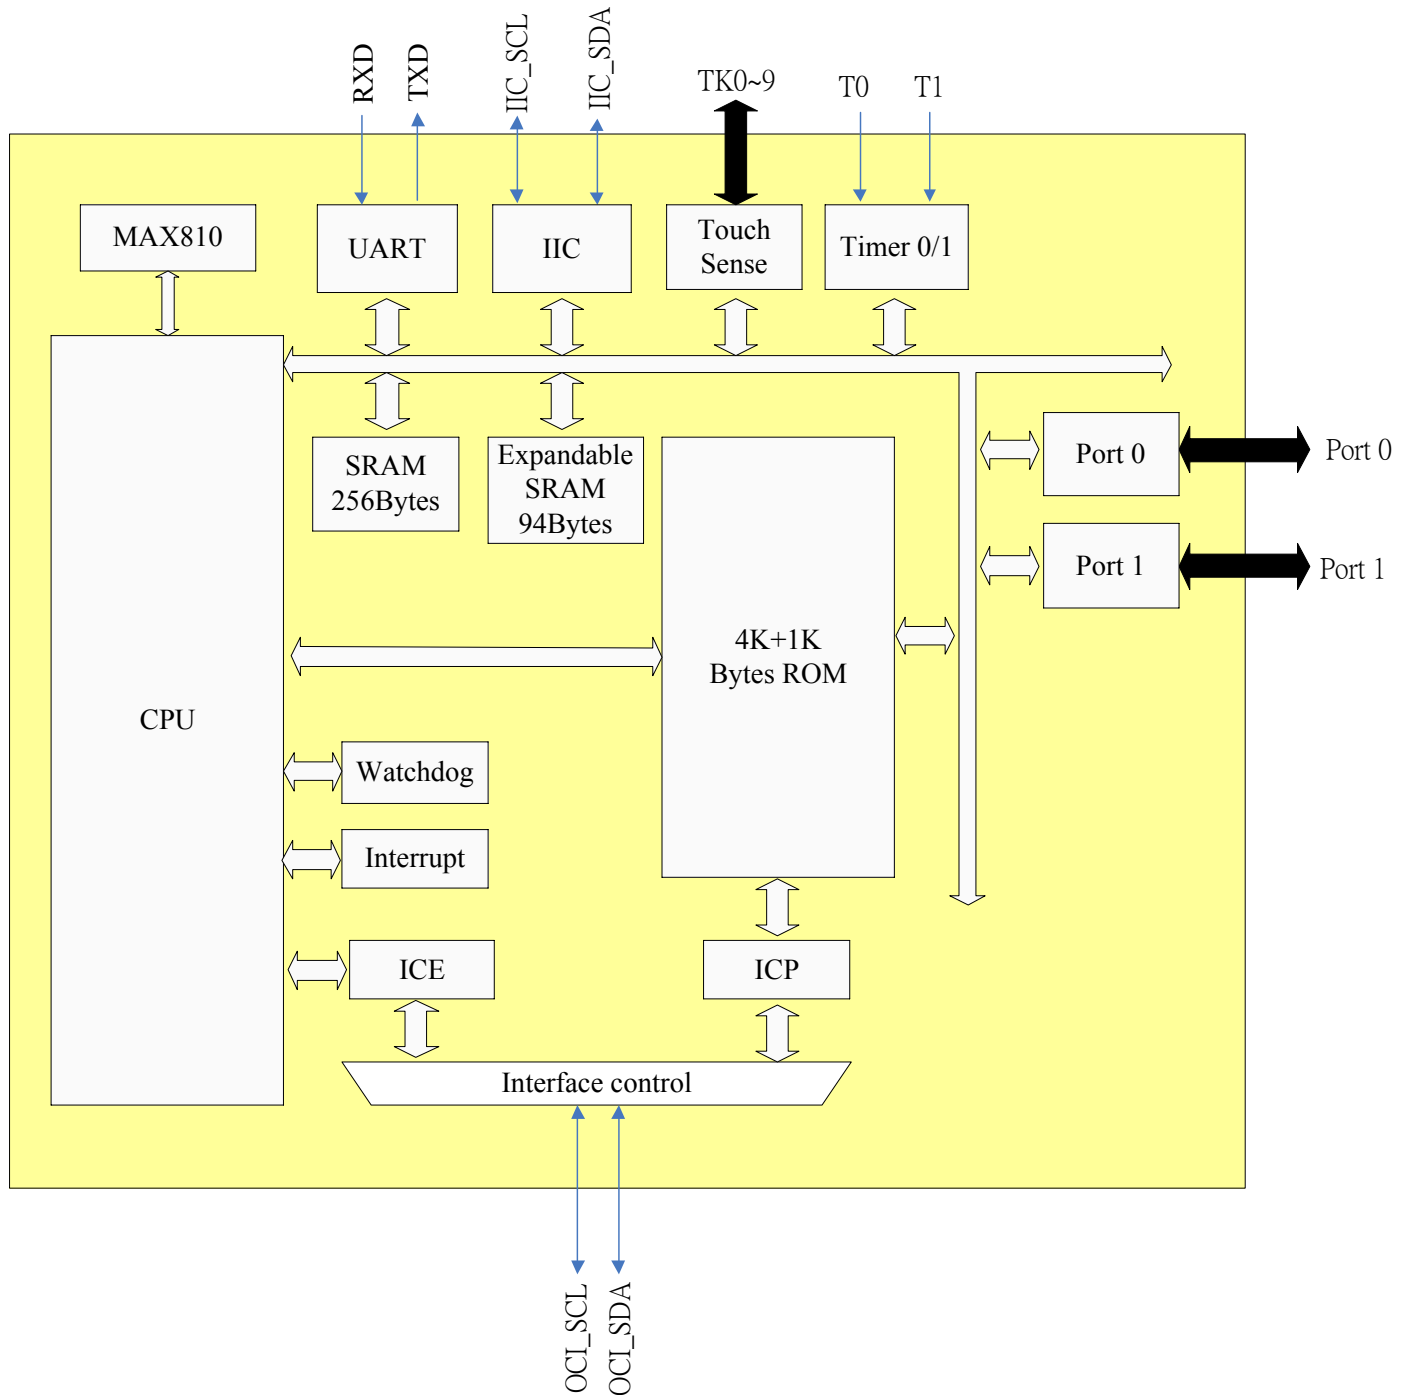 RXD
TXD
IIC_SCL
IIC_SDA
TK0~9
T0
T1
MAX810
UART
IIC
Touch
Sense
Timer 0/1
SRAM
256Bytes
Expandable
SRAM
94Bytes
Port 0
Port 0
Port 1
Port 1
4K+1K
Bytes ROM
CPU
Watchdog
Interrupt
ICE
ICP
Interface control
OCI_SCL
OCI_SDA